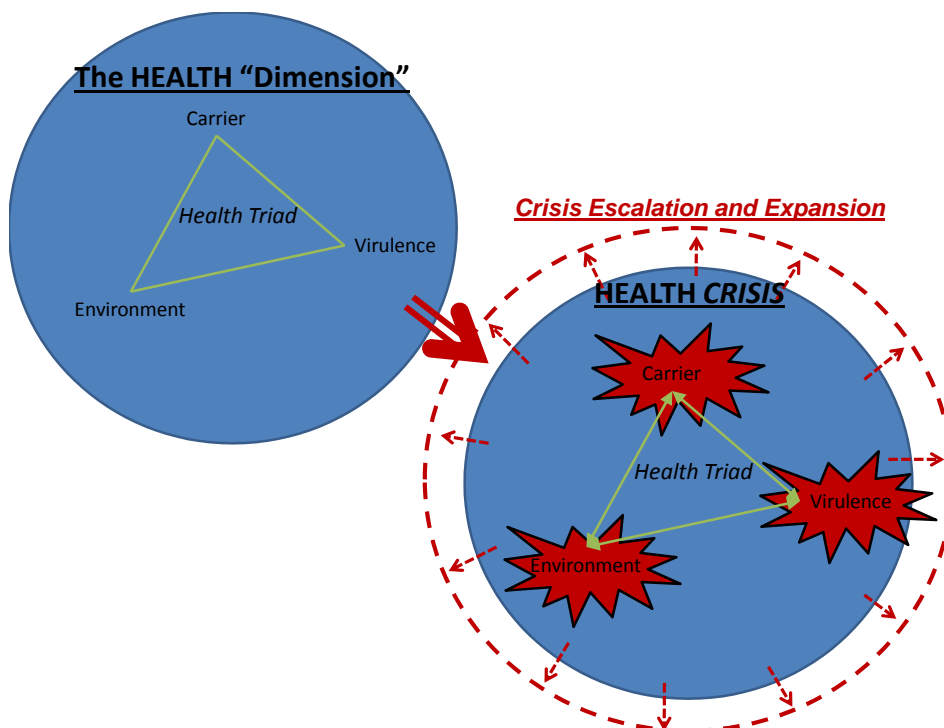 The HEALTH “Dimension”
Carrier
Health Triad
Virulence
Environment
Crisis Escalation and Expansion
HEALTH CRISIS
Carrier
Health Triad
Virulence
Environment